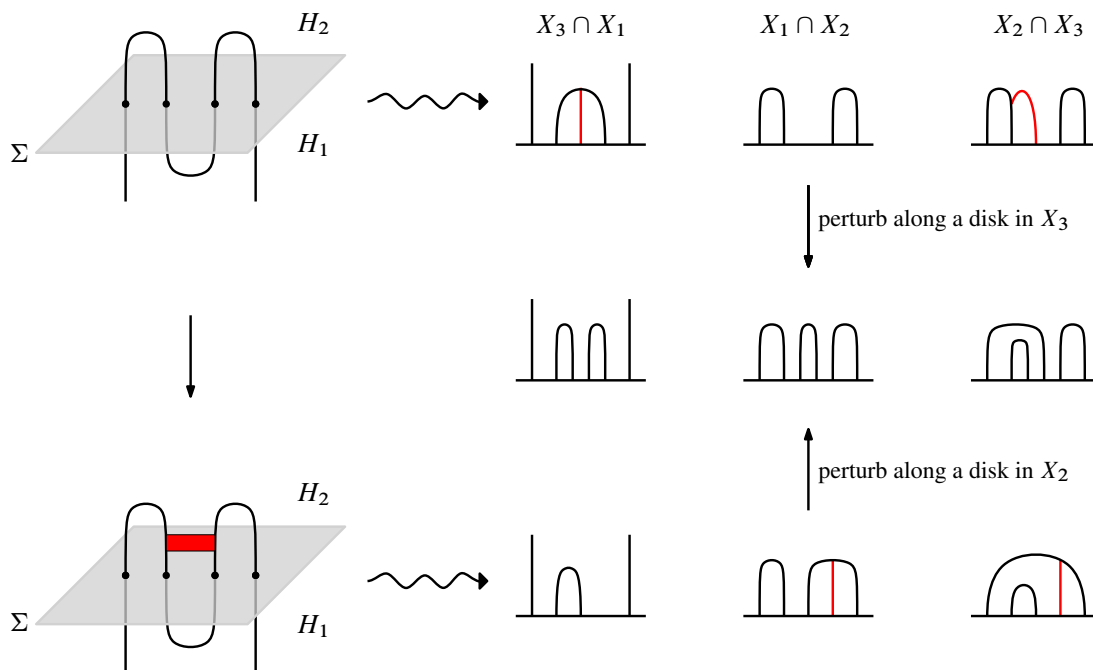 H₂
Σ
H₁
X₃ ∩ X₁
X₁ ∩ X₂
X₂ ∩ X₃
perturb along a disk in X₃
perturb along a disk in X₂
H₂
Σ
H₁